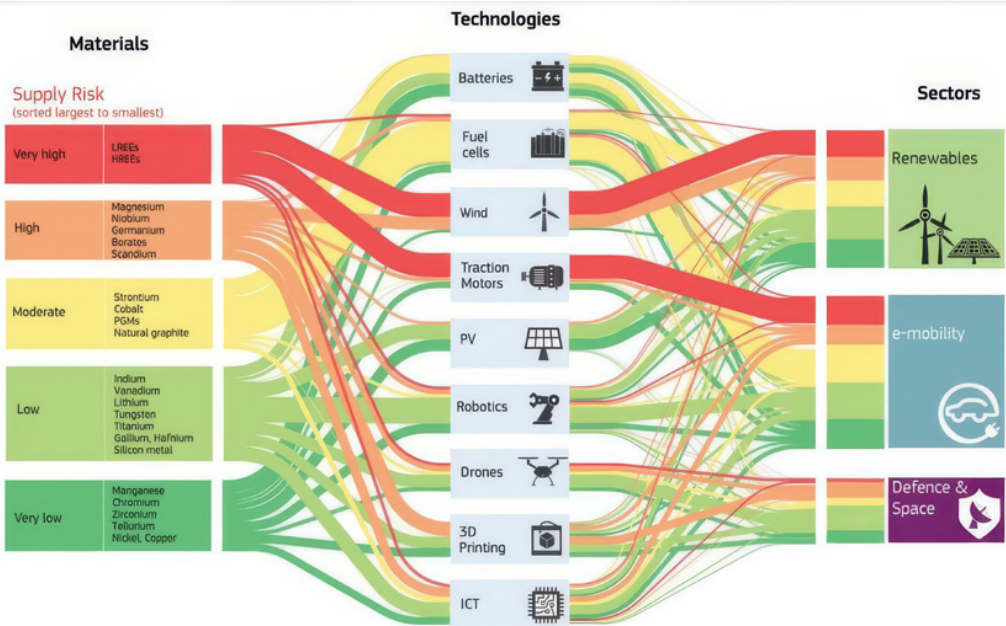 Technologies
Materials
Sectors
Supply Risk
(sorted largest to smallest)
Very high
LREEs
HREEs
High
Magnesium
Niobium
Germanium
Borates
Scandium
Moderate
Strontium
Cobalt
PGMs
Natural graphite
Low
Indium
Vanadium
Lithium
Tungsten
Titanium
Gallium, Hafnium
Silicon metal
Very low
Manganese
Chromium
Zirconium
Tellurium
Nickel, Copper
Batteries
Fuel
cells
Wind
Traction
Motors
PV
Robotics
Drones
3D
Printing
ICT
Renewables
e-mobility
Defence &
Space